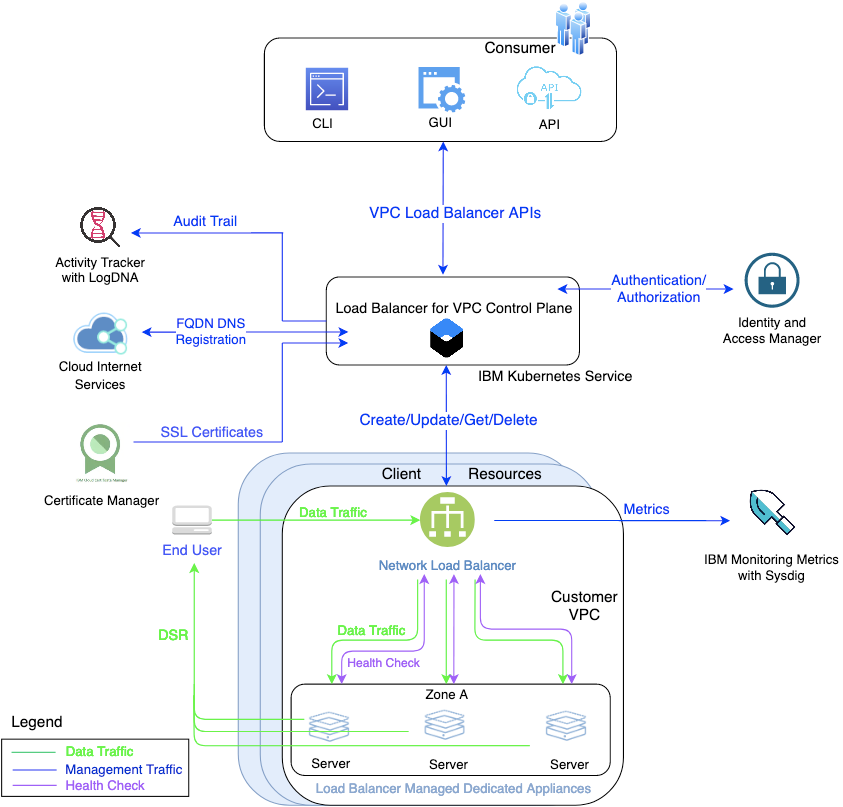 Consumer
CLI
GUI
API
API
VPC Load Balancer APIs
Audit Trail
Activity Tracker
with LogDNA
Authentication/
Authorization
Load Balancer for VPC Control Plane
FQDN DNS
Registration
Identity and
Access Manager
Cloud Internet
Services
IBM Kubernetes Service
Create/Update/Get/Delete
SSL Certificates
IBM Cloud Certificate Manager
Certificate Manager
Client
Resources
Data Traffic
Metrics
End User
Network Load Balancer
IBM Monitoring Metrics
with Sysdig
Customer
VPC
DSR
Data Traffic
Health Check
Zone A
Server
Server
Server
Load Balancer Managed Dedicated Appliances
Legend
Data Traffic
Management Traffic
Health Check